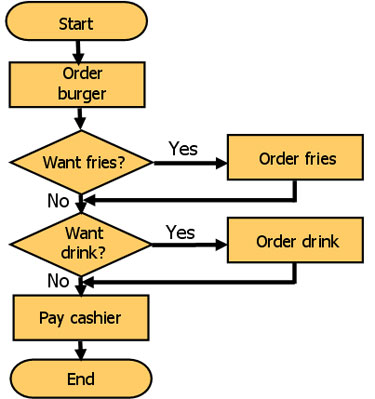 Start
Order
burger
Want fries?
Yes
Order fries
No
Want
drink?
Yes
Order drink
No
Pay cashier
End